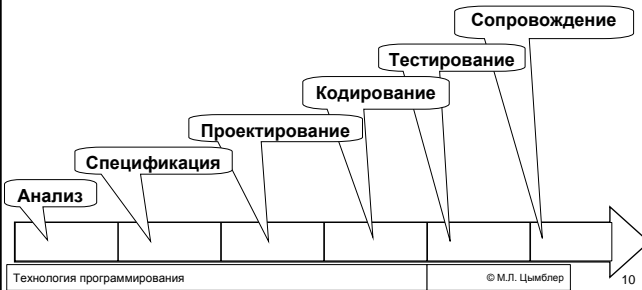 Сопровождение
Тестирование
Кодирование
Проектирование
Спецификация
Анализ
Технология программирования
© М.Л. Цымблер
10